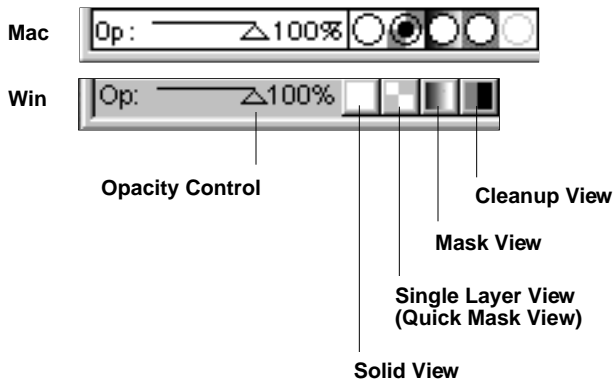 Mac
Op: 100%
Win
Op: 100%
Opacity Control
Cleanup View
Mask View
Single Layer View
(Quick Mask View)
Solid View